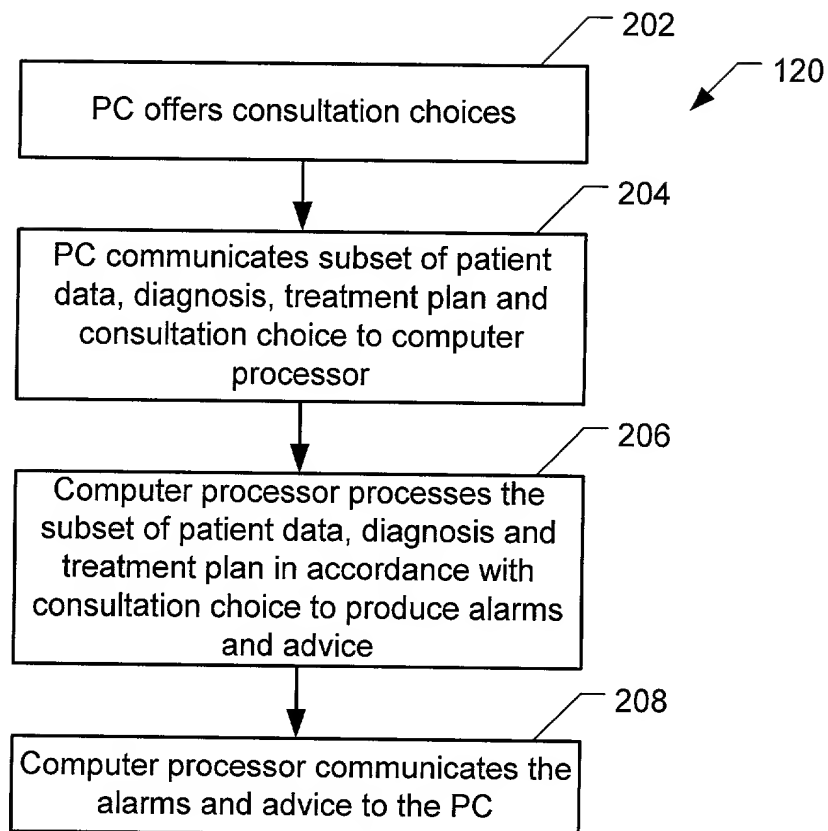 202
120
PC offers consultation choices
204
PC communicates subset of patient
data, diagnosis, treatment plan and
consultation choice to computer
processor
206
Computer processor processes the
subset of patient data, diagnosis and
treatment plan in accordance with
consultation choice to produce alarms
and advice
208
Computer processor communicates the
alarms and advice to the PC